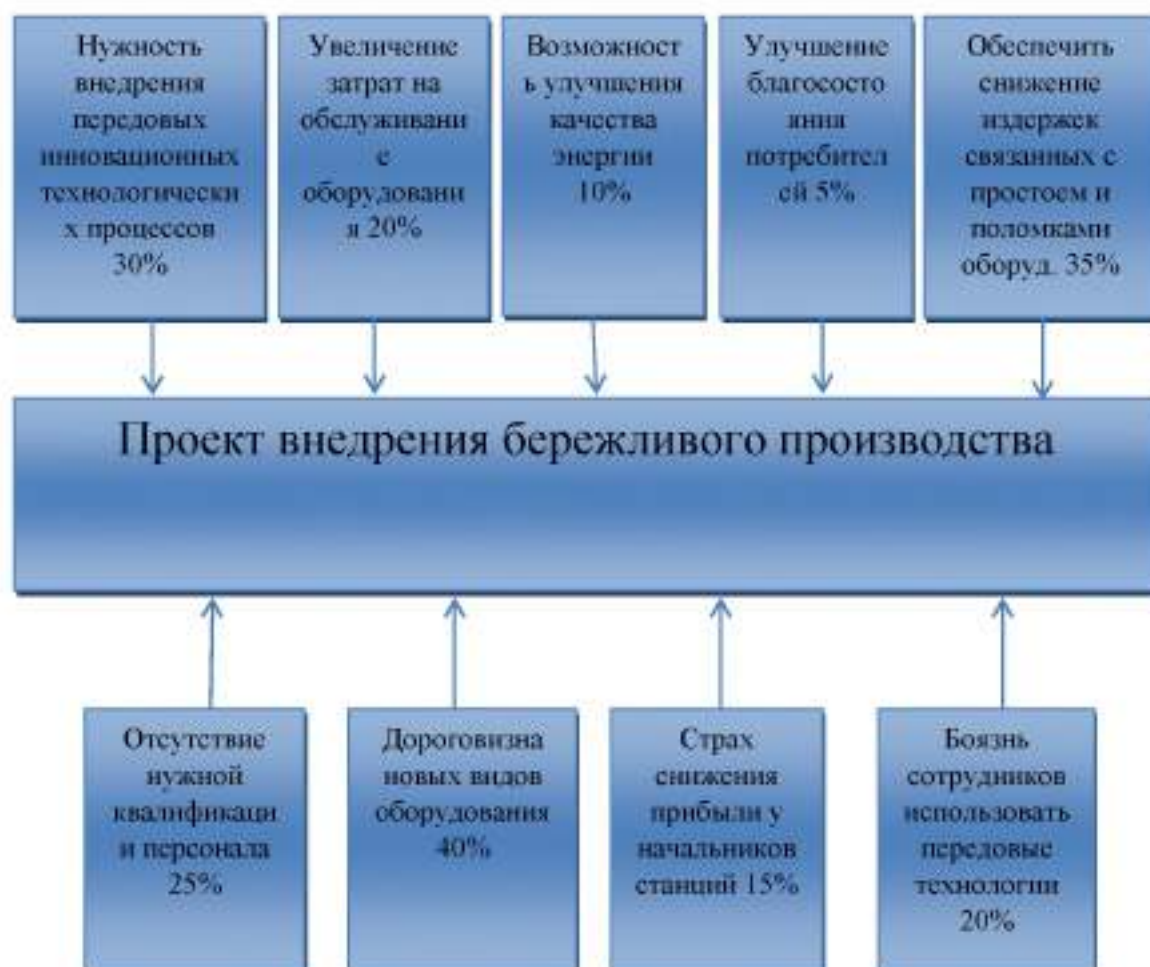 Нужность
внедрения
передовых
инновационных
технологически
х процессов
30%
Увеличение
затрат на
обслуживани
е
оборудовани
я 20%
Возможност
ь улучшения
качества
энергии
10%
Улучшение
благососто
яния
потребител
ей 5%
Обеспечить
снижение
издержек
связанных с
простоем и
поломками
оборуд. 35%
Проект внедрения бережливого производства
Отсутствие
нужной
квалификаци
и персонала
25%
Дороговизна
новых видов
оборудования
40%
Страх
снижения
прибыли у
начальников
станций 15%
Боязнь
сотрудников
использовать
передовые
технологии
20%